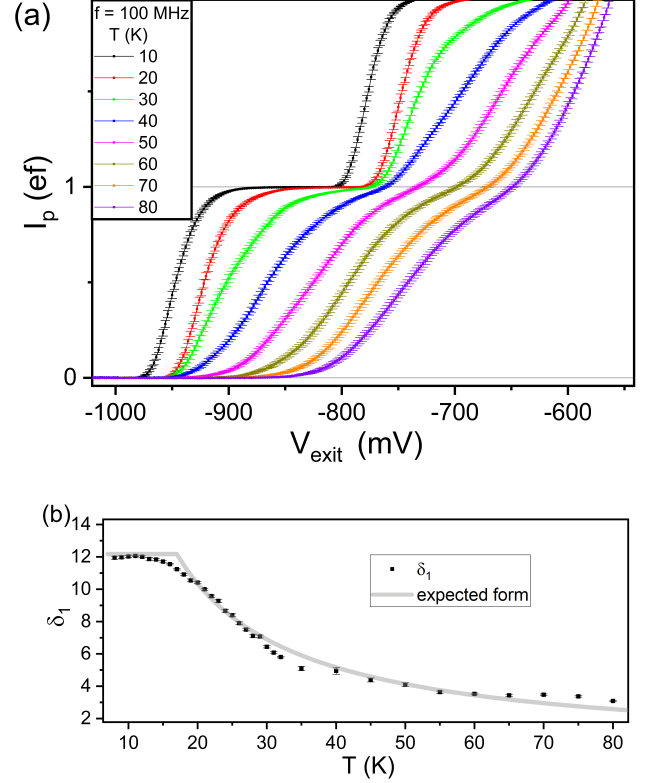 (a)
f = 100 MHz
T (K)
10
20
30
40
50
60
70
80
I_p (ef)
1
0
-1000 -900 -800 -700 -600
V_exit (mV)
(b)
δ₁
14
12
10
8
6
4
2
δ₁
expected form
10 20 30 40 50 60 70 80
T (K)